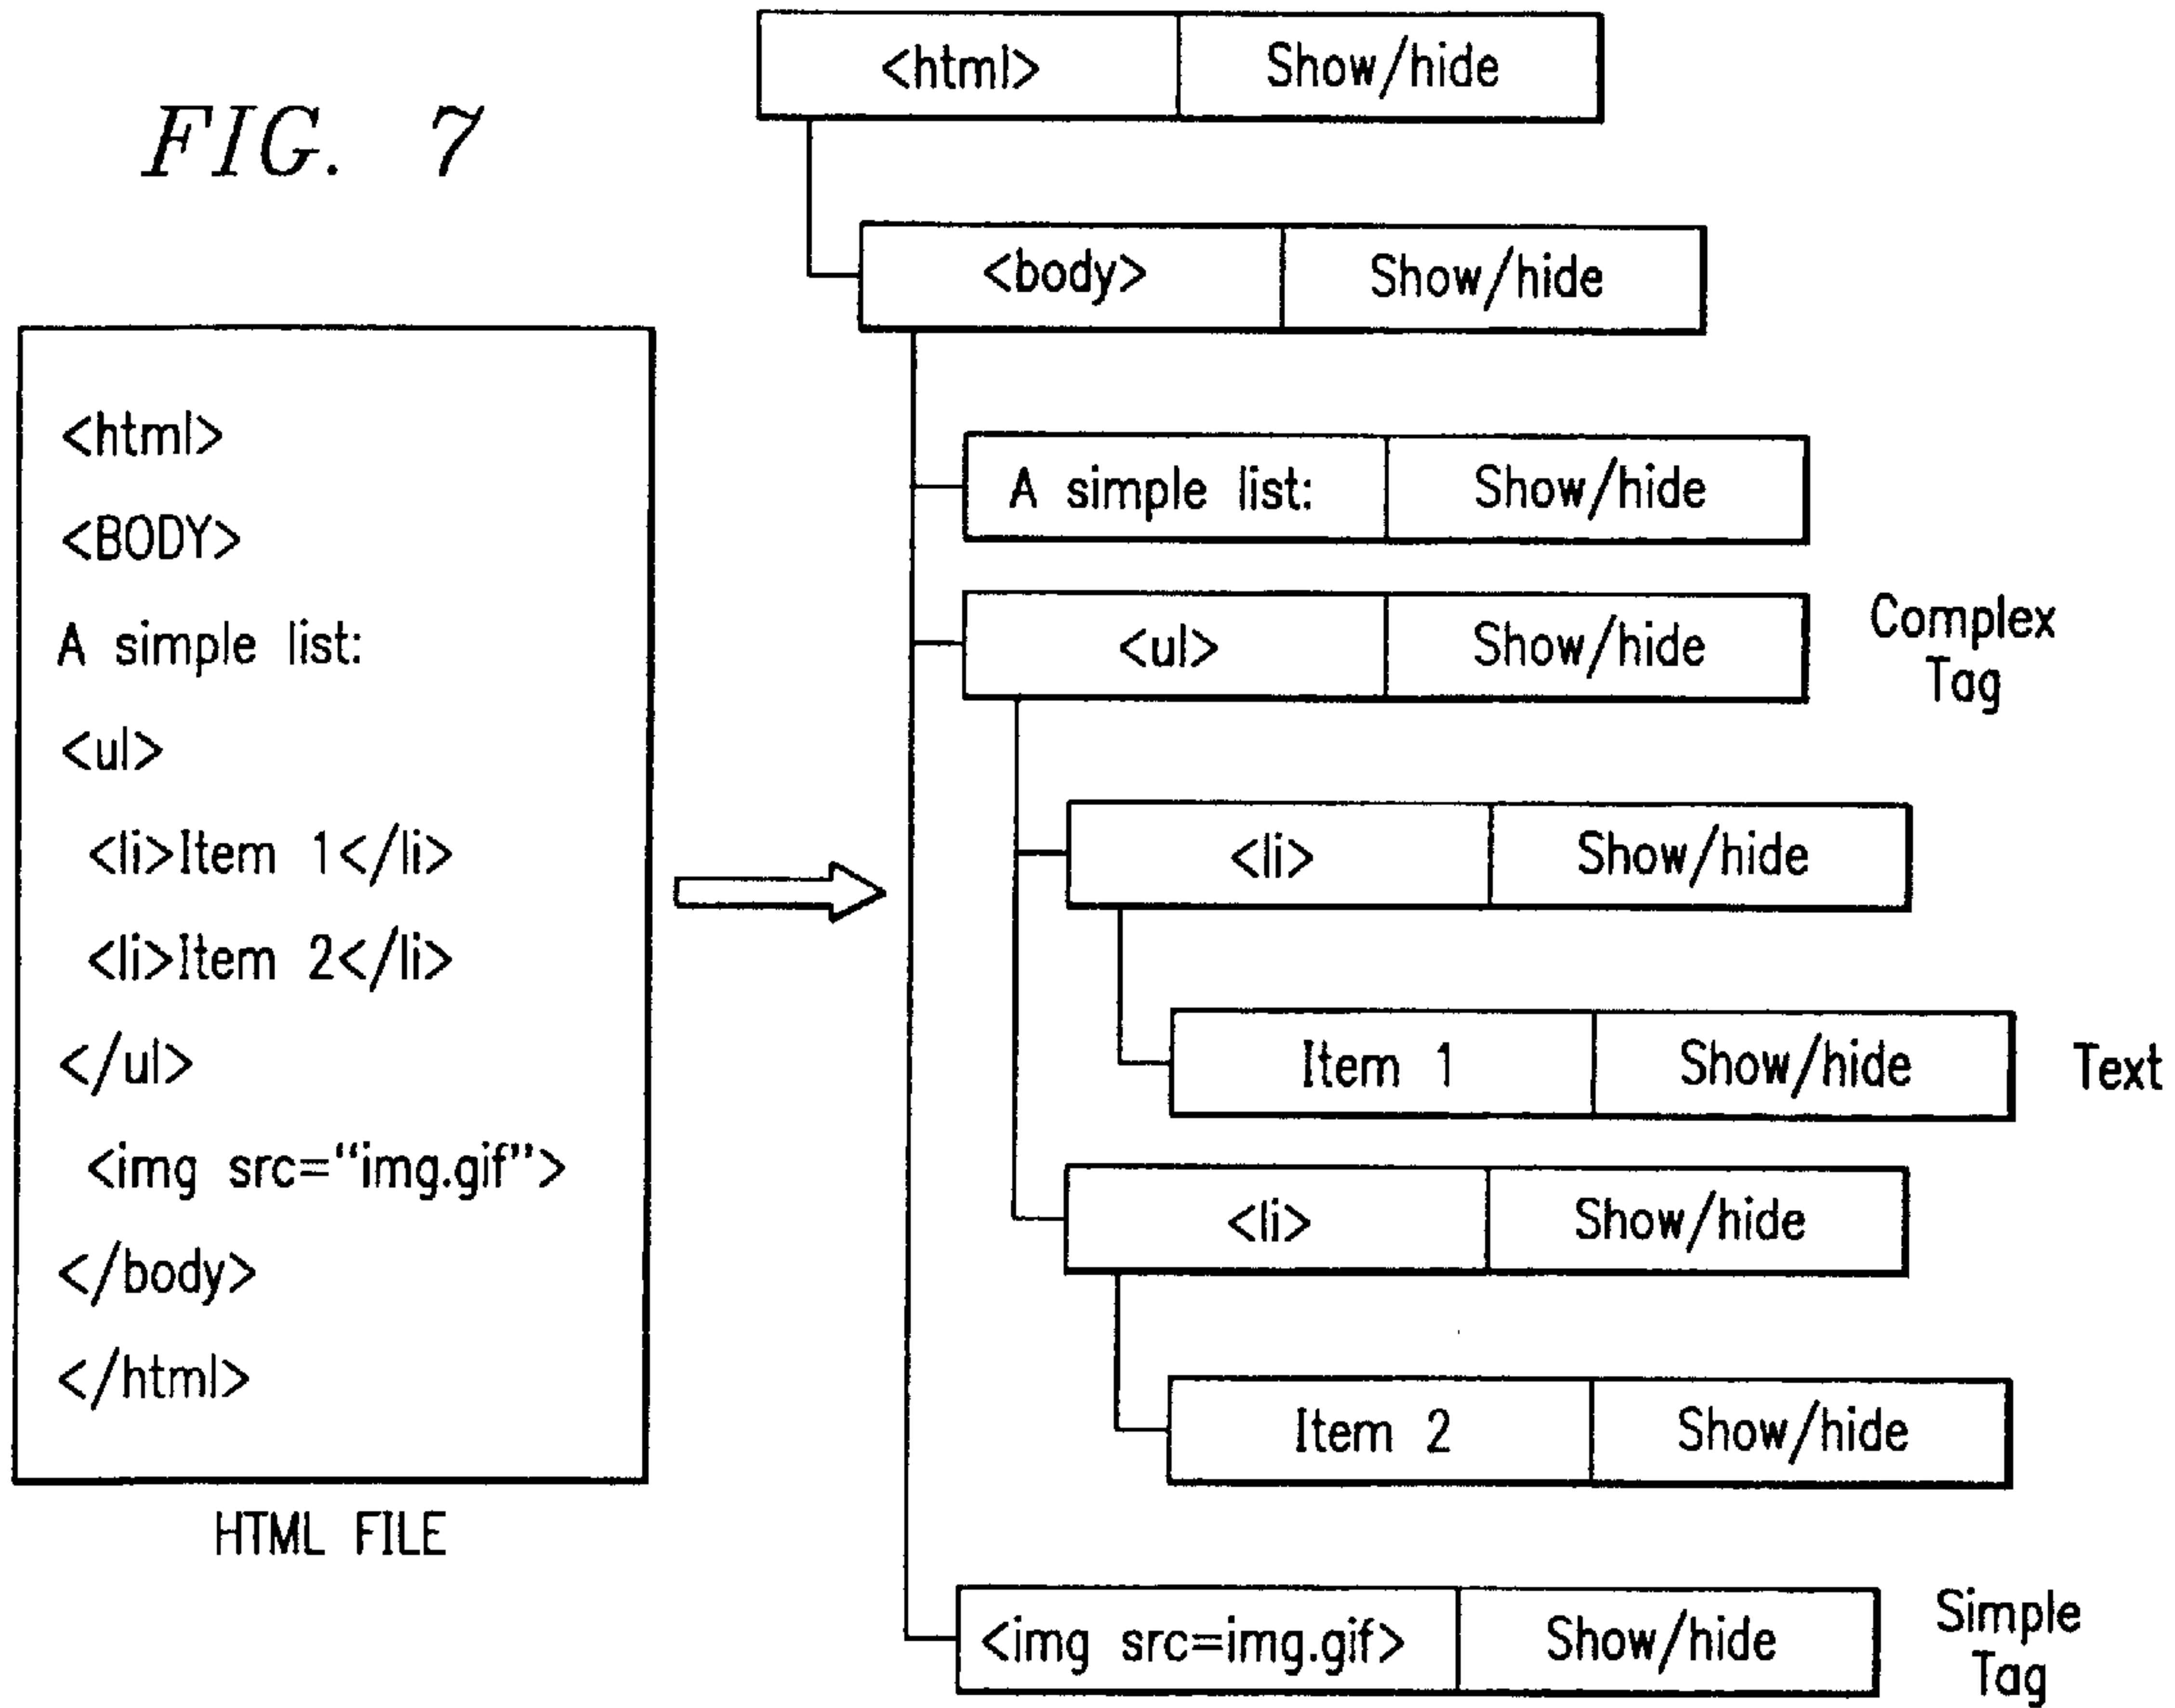 FIG. 7
<html>
<BODY>
A simple list:
<ul>
<li>Item 1</li>
<li>Item 2</li>
</ul>
<img src="img.gif">
</body>
</html>
HTML FILE
<html> Show/hide
<body> Show/hide
A simple list: Show/hide
<ul> Show/hide
Complex
Tag
<li> Show/hide
Item 1 Show/hide
Text
<li> Show/hide
Item 2 Show/hide
<img src=img.gif> Show/hide
Simple
Tag